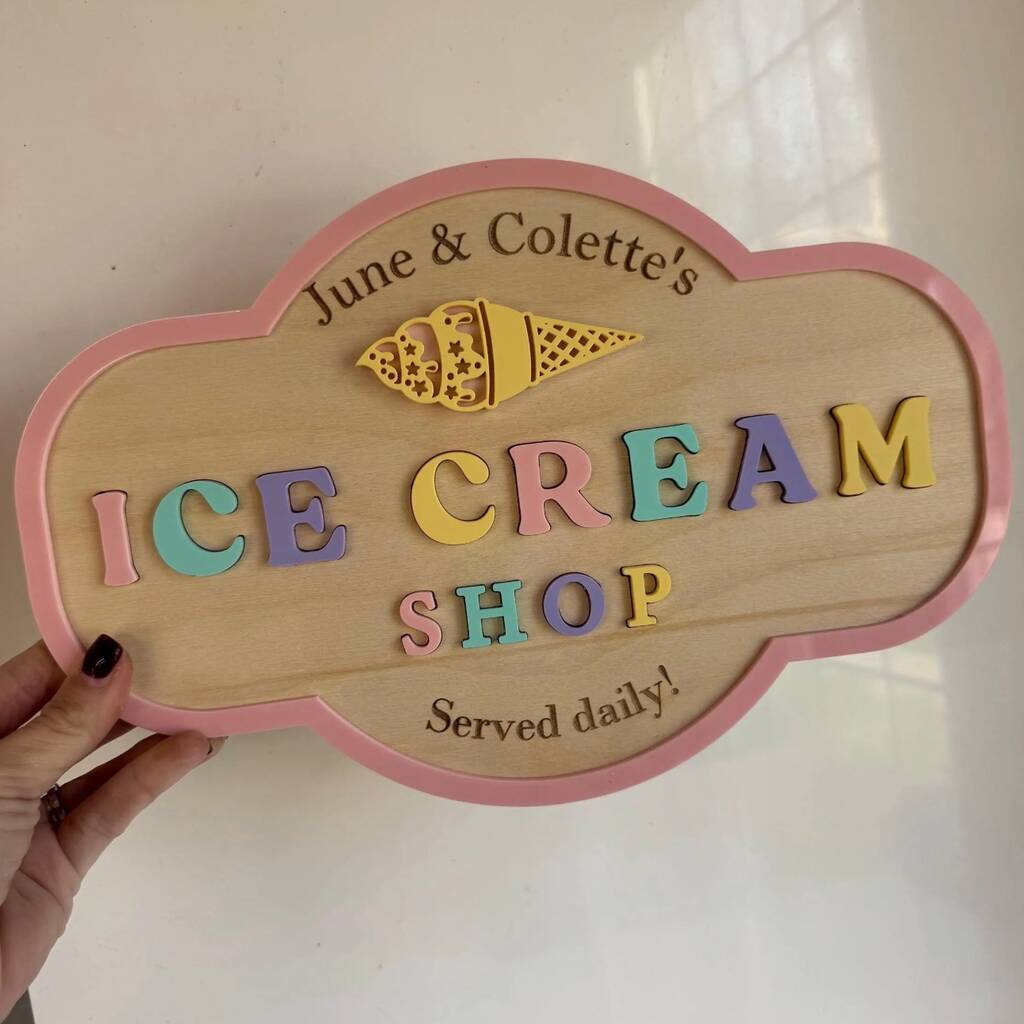 June & Colette's
ICE CREAM
SHOP
Served daily!